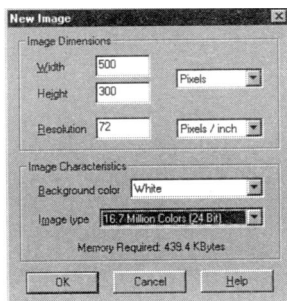 New Image
Image Dimensions
Width 500
Pixels
Height 300
Resolution 72 Pixels / inch
Image Characteristics
Background color White
Image type 16.7 Million Colors (24 Bit)
Memory Required: 439.4 KBytes
OK Cancel Help